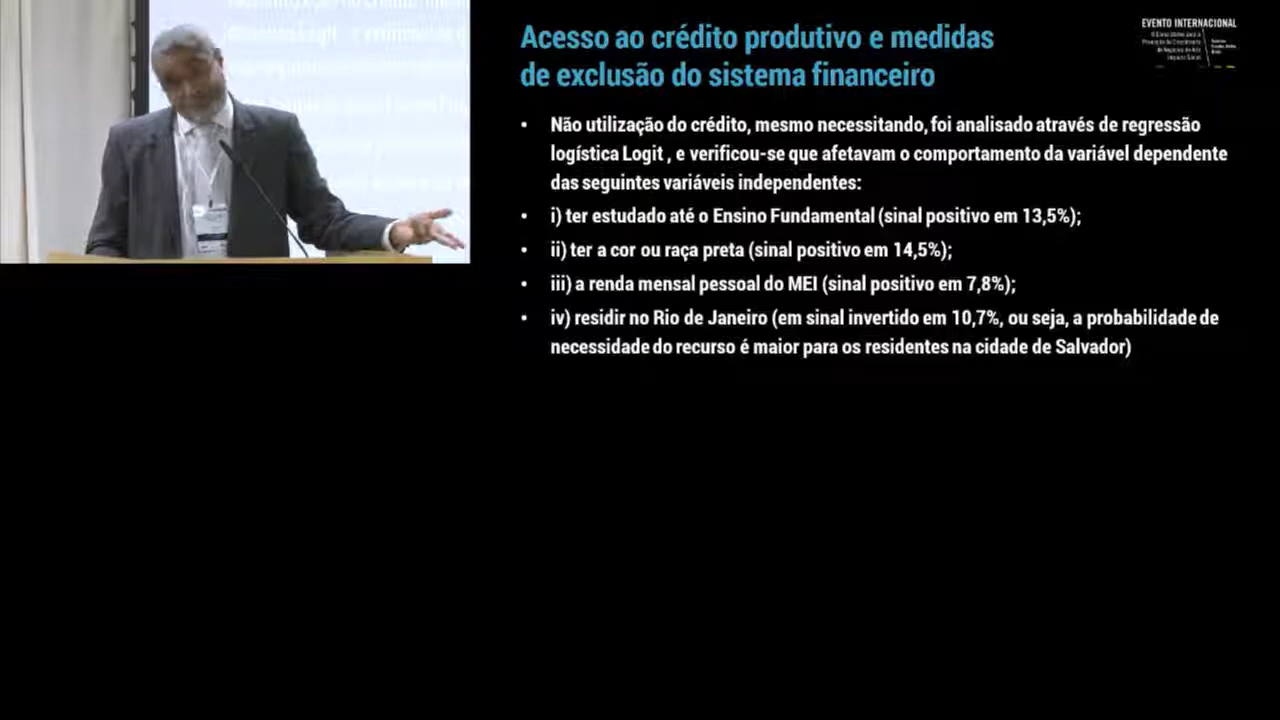 Acesso ao crédito produtivo e medidas
de exclusão do sistema financeiro
EVENTO INTERNACIONAL
• Não utilização do crédito, mesmo necessitando, foi analisado através de regressão
logística Logit , e verificou-se que afetavam o comportamento da variável dependente
das seguintes variáveis independentes:
• i) ter estudado até o Ensino Fundamental (sinal positivo em 13,5%);
• ii) ter a cor ou raça preta (sinal positivo em 14,5%);
• iii) a renda mensal pessoal do MEI (sinal positivo em 7,8%);
• iv) residir no Rio de Janeiro (em sinal invertido em 10,7%, ou seja, a probabilidade de
necessidade do recurso é maior para os residentes na cidade de Salvador)